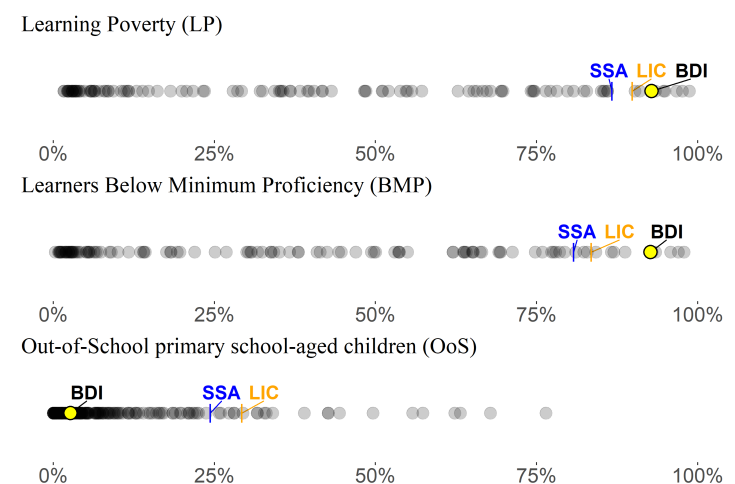 Learning Poverty (LP)
SSA LIC BDI
0% 25% 50% 75% 100%
Learners Below Minimum Proficiency (BMP)
SSA LIC BDI
0% 25% 50% 75% 100%
Out-of-School primary school-aged children (OoS)
BDI SSA LIC
0% 25% 50% 75% 100%